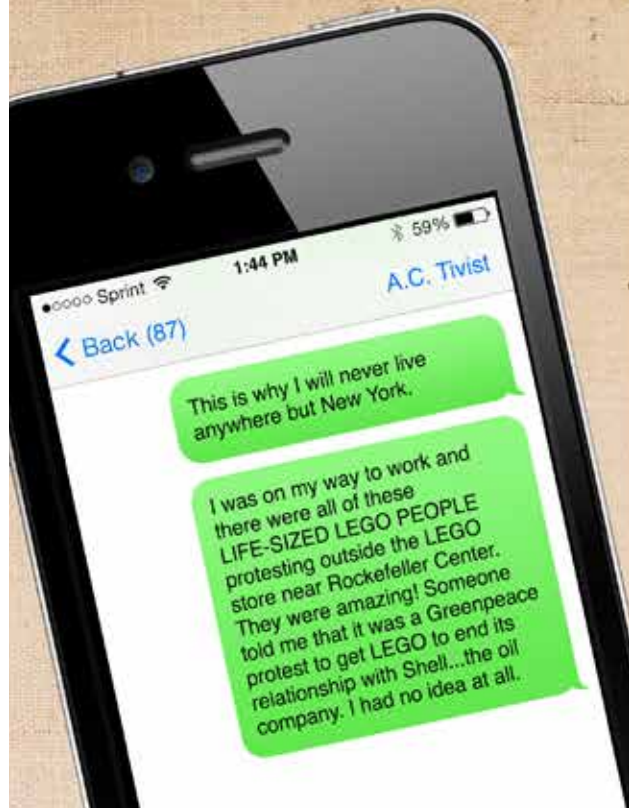 ●○○○○ Sprint 1:44 PM 59%
Back (87) A.C. Tivist
This is why I will never live
anywhere but New York.
I was on my way to work and
there were all of these
LIFE-SIZED LEGO PEOPLE
protesting outside the LEGO
store near Rockefeller Center.
They were amazing! Someone
told me that it was a Greenpeace
protest to get LEGO to end its
relationship with Shell...the oil
company. I had no idea at all.